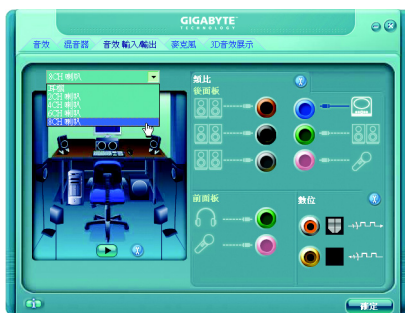 GIGABYTE
TECHNOLOGY
音效 混音器 音效 輸入/輸出 麥克風 3D音效展示
8CH 喇叭
耳機
2CH 喇叭
4CH 喇叭
6CH 喇叭
8CH 喇叭
類比
後面板
前面板
數位
確定